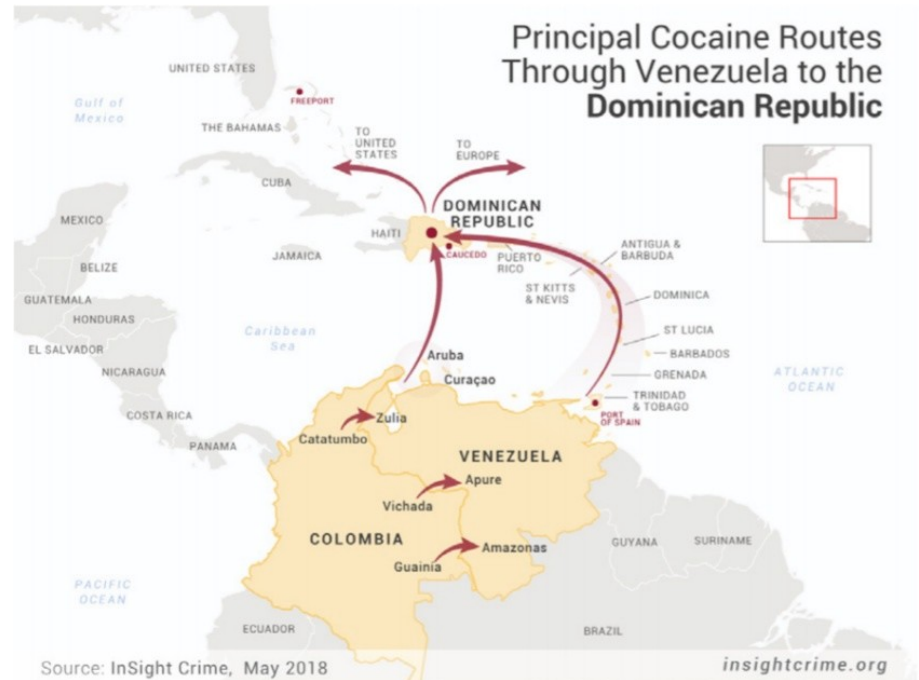 Principal Cocaine Routes
Through Venezuela to the
Dominican Republic
UNITED STATES
Gulf of
Mexico
FREEPORT
THE BAHAMAS
TO
UNITED
STATES
TO
EUROPE
CUBA
DOMINICAN
REPUBLIC
MEXICO
HAITI
CAUCEDO
JAMAICA
PUERTO
RICO
ANTIGUA &
BARBUDA
BELIZE
ST KITTS
& NEVIS
DOMINICA
GUATEMALA
HONDURAS
Caribbean
Sea
ST LUCIA
EL SALVADOR
BARBADOS
NICARAGUA
Aruba
Curaçao
GRENADA
ATLANTIC
OCEAN
TRINIDAD
& TOBAGO
COSTA RICA
PORT
OF SPAIN
Zulia
Catatumbo
PANAMA
VENEZUELA
Apure
Vichada
COLOMBIA
Amazonas
Guainía
GUYANA
SURINAME
PACIFIC
OCEAN
ECUADOR
BRAZIL
Source: InSight Crime, May 2018
insightcrime.org